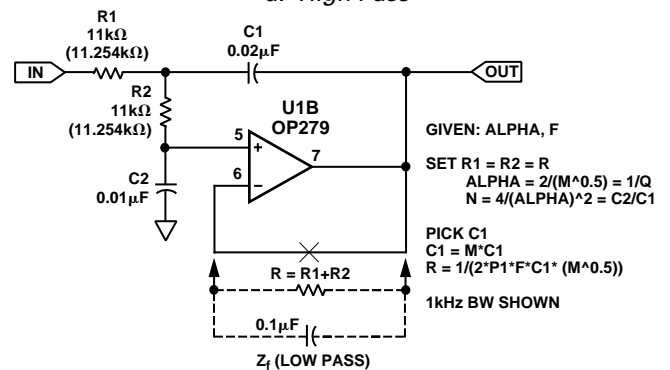 a. High Pass
R1
11kΩ
(11.254kΩ)
C1
0.02µF
IN
OUT
R2
11kΩ
(11.254kΩ)
U1B
OP279
5
6
7
+
–
C2
0.01µF
GIVEN: ALPHA, F
SET R1 = R2 = R
ALPHA = 2/(M^0.5) = 1/Q
N = 4/(ALPHA)^2 = C2/C1
PICK C1
C1 = M*C1
R = 1/(2*P1*F*C1* (M^0.5))
1kHz BW SHOWN
R = R1+R2
0.1µF
Zf (LOW PASS)